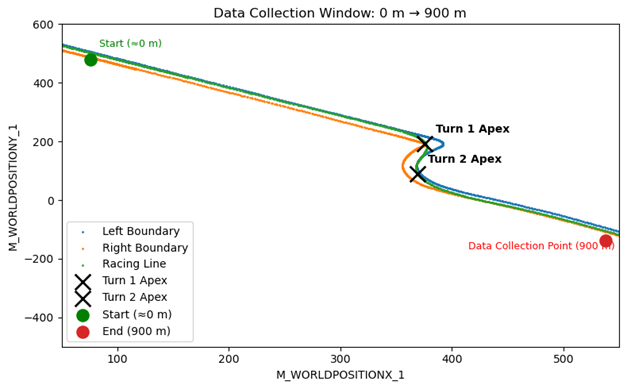 Data Collection Window: 0 m → 900 m
600
400
200
0
−200
−400
M_WORLDPOSITIONY_1
Start (≈0 m)
Turn 1 Apex
Turn 2 Apex
Data Collection Point (900 m)
Left Boundary
Right Boundary
Racing Line
Turn 1 Apex
Turn 2 Apex
Start (≈0 m)
End (900 m)
100
200
300
400
500
M_WORLDPOSITIONX_1